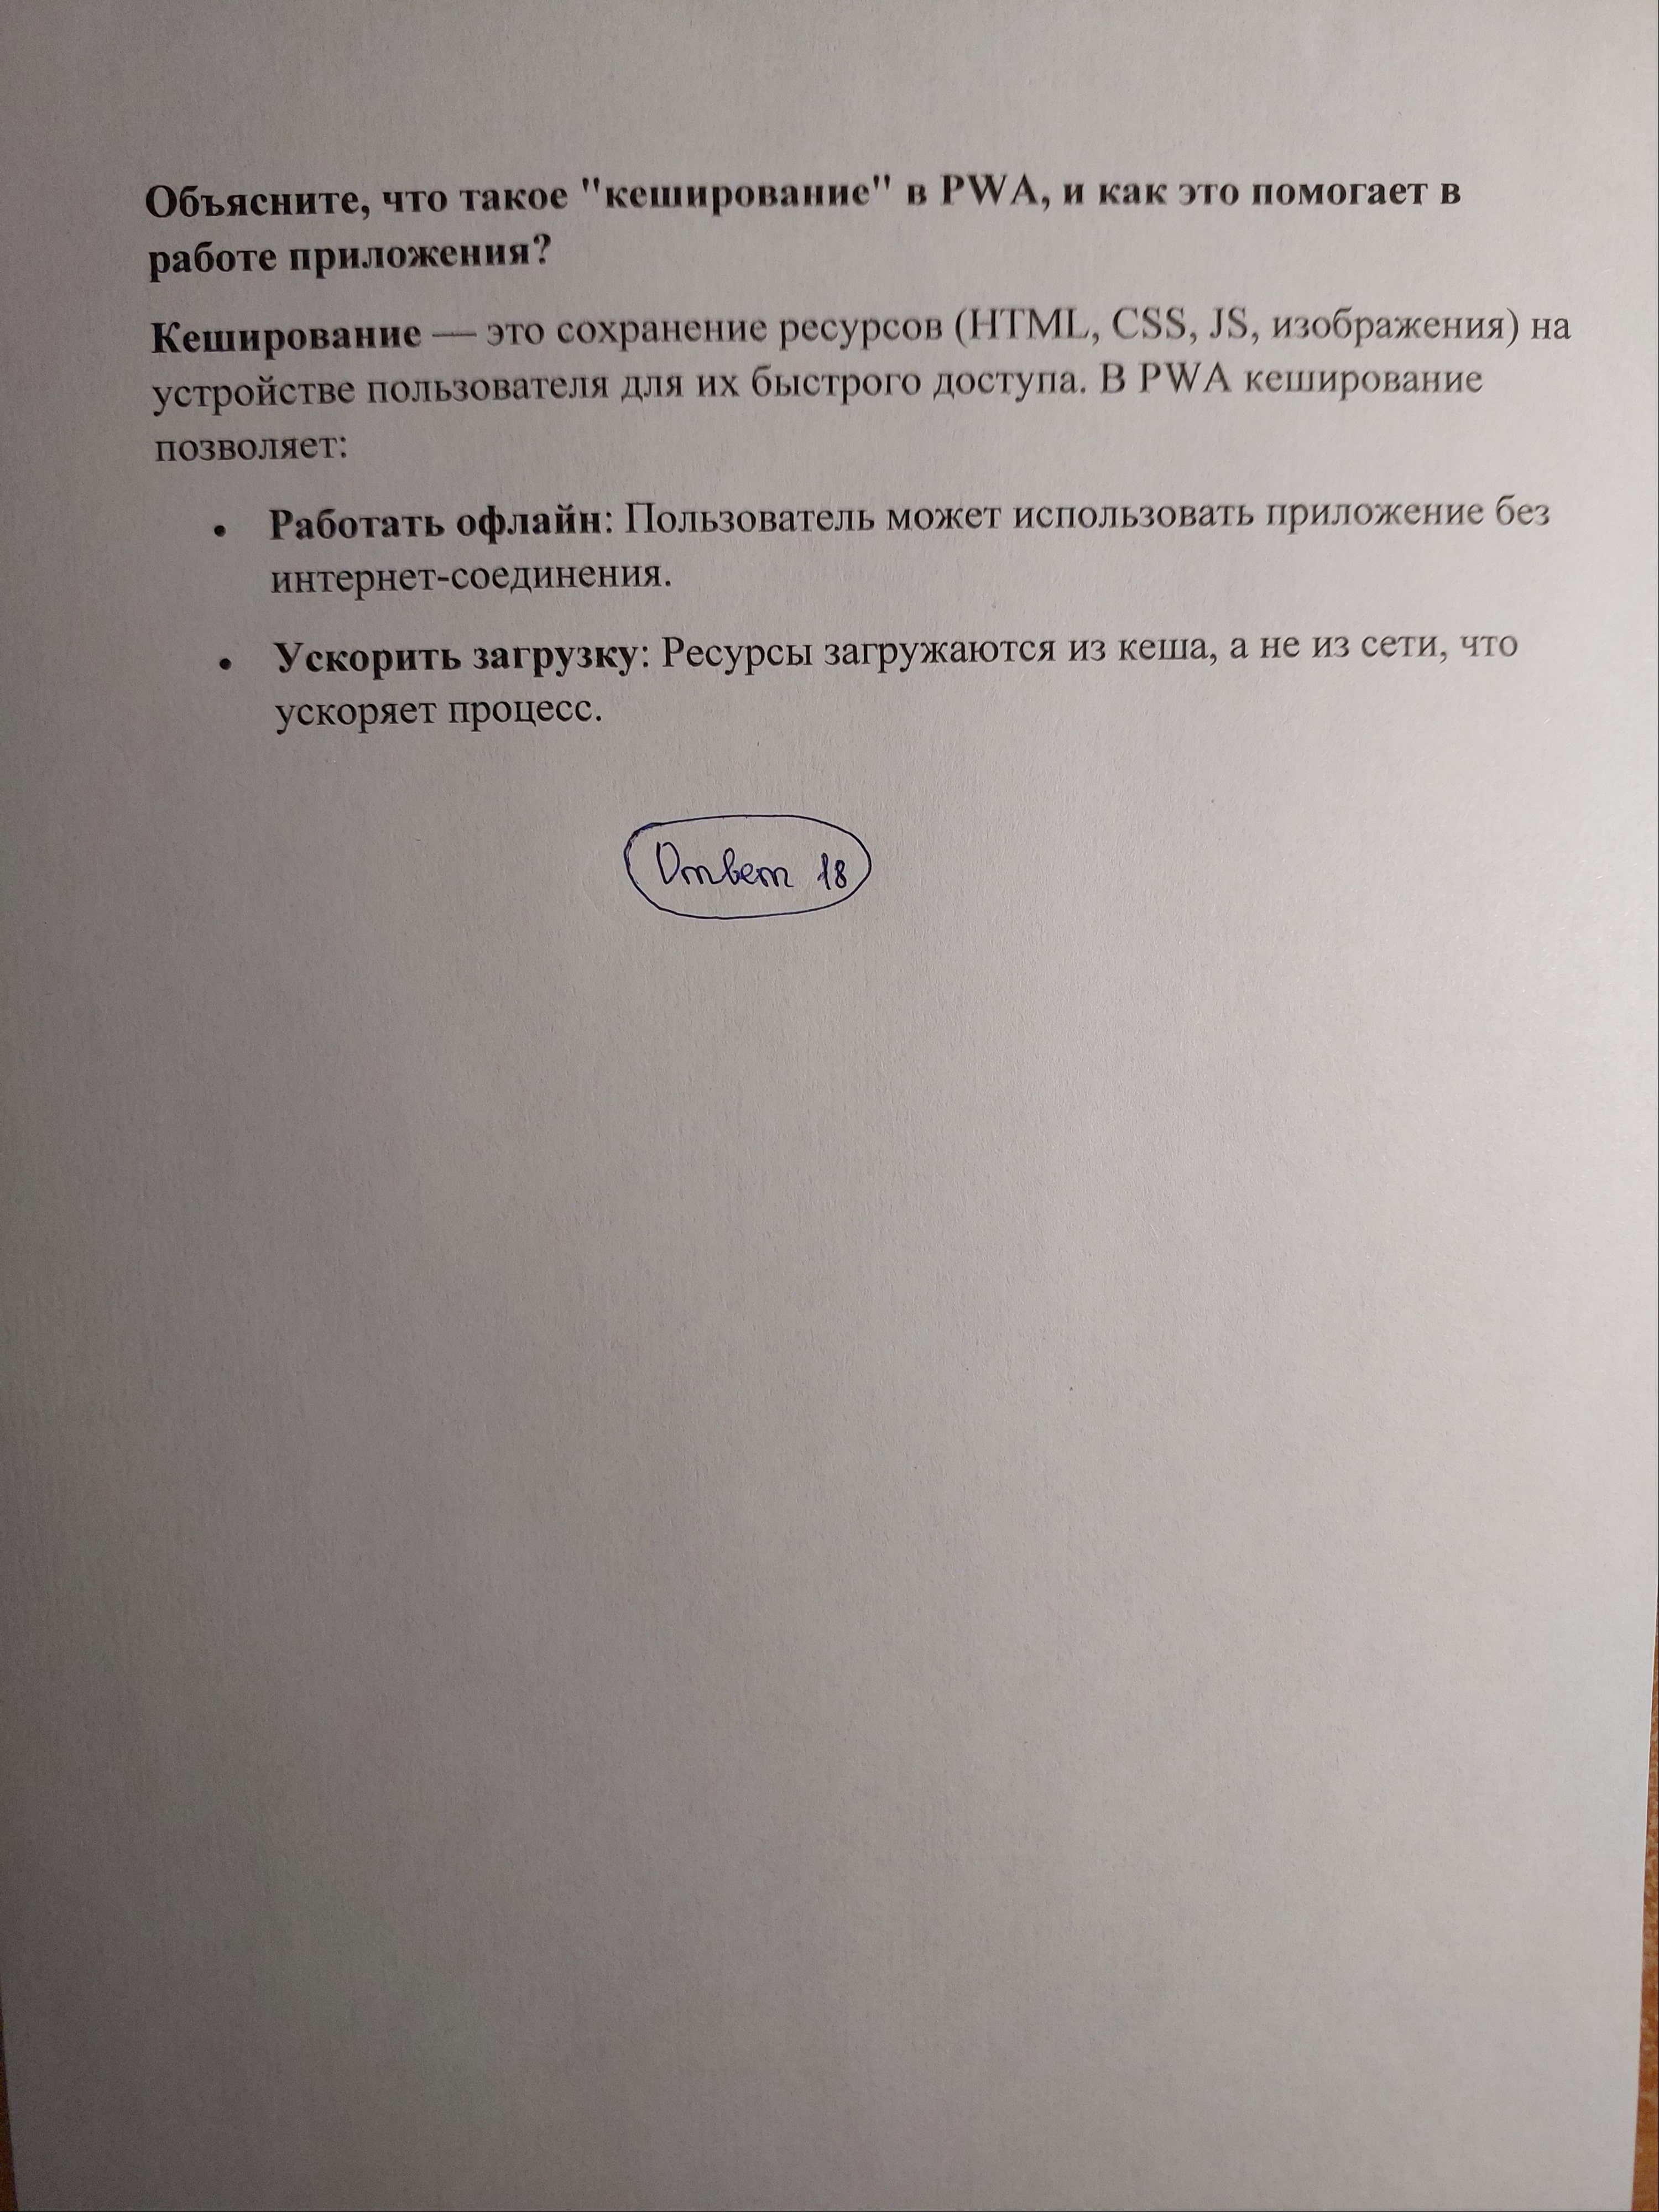 Объясните, что такое "кеширование" в PWA, и как это помогает в
работе приложения?
Кеширование — это сохранение ресурсов (HTML, CSS, JS, изображения) на
устройстве пользователя для их быстрого доступа. В PWA кеширование
позволяет:
• Работать офлайн: Пользователь может использовать приложение без
интернет-соединения.
• Ускорить загрузку: Ресурсы загружаются из кеша, а не из сети, что
ускоряет процесс.
Ответ 18